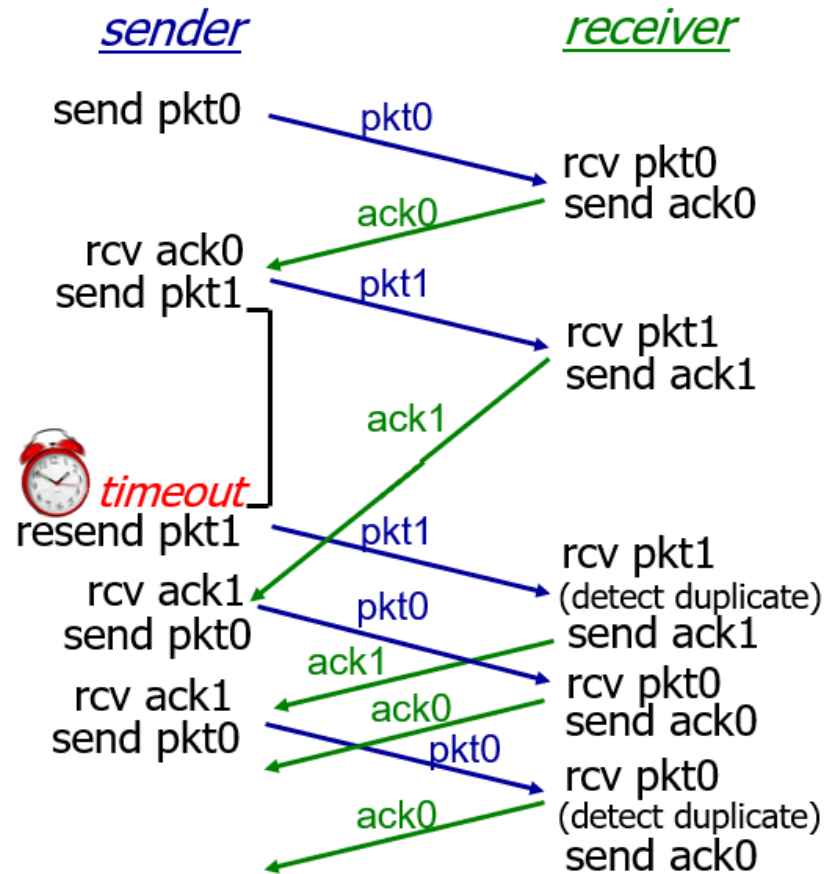 sender
receiver
send pkt0
pkt0
rcv pkt0
send ack0
ack0
rcv ack0
send pkt1
pkt1
rcv pkt1
send ack1
ack1
timeout
resend pkt1
pkt1
rcv pkt1
(detect duplicate)
send ack1
rcv ack1
send pkt0
pkt0
ack1
rcv pkt0
send ack0
rcv ack1
send pkt0
ack0
pkt0
rcv pkt0
(detect duplicate)
send ack0
ack0